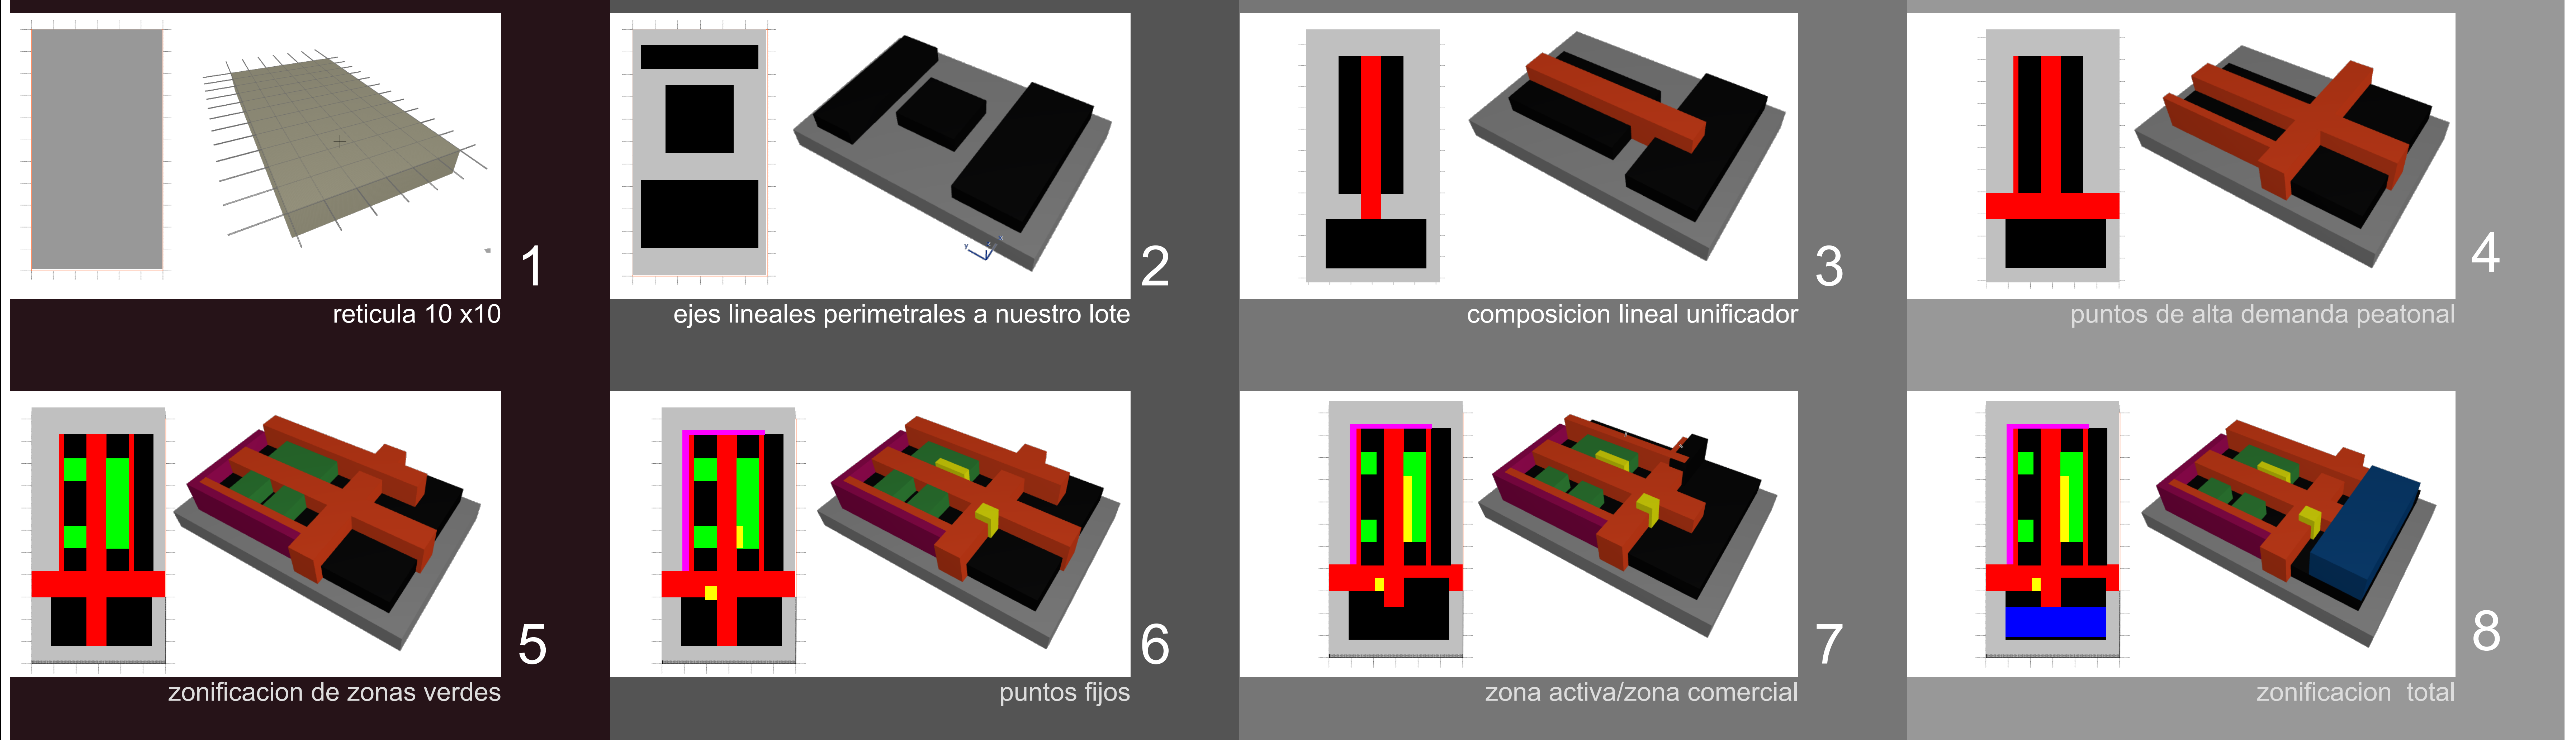 1
reticula 10 x10
2
ejes lineales perimetrales a nuestro lote
3
composicion lineal unificador
4
puntos de alta demanda peatonal
5
zonificacion de zonas verdes
6
puntos fijos
7
zona activa/zona comercial
8
zonificacion  total